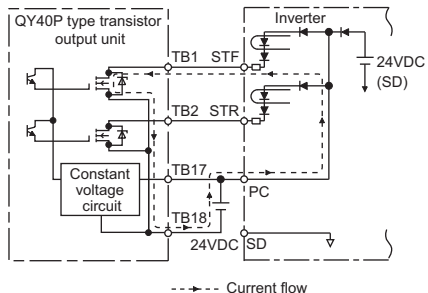 QY40P type transistor
output unit
Inverter
TB1 STF
24VDC
(SD)
TB2 STR
Constant
voltage
circuit
TB17
PC
TB18
24VDC
SD
Current flow